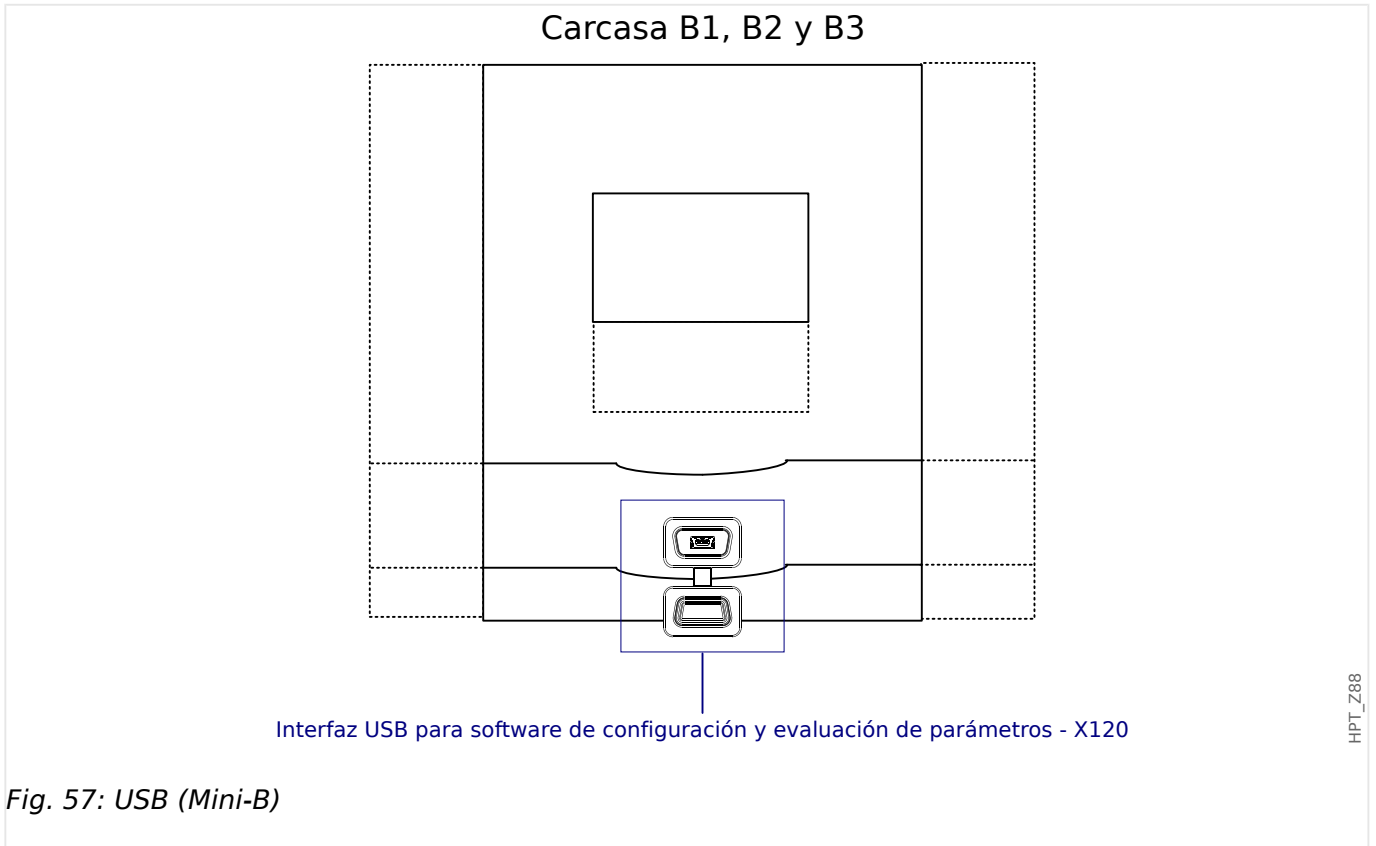 Carcasa B1, B2 y B3
Interfaz USB para software de configuración y evaluación de parámetros - X120
HPT_Z88
Fig. 57: USB (Mini-B)